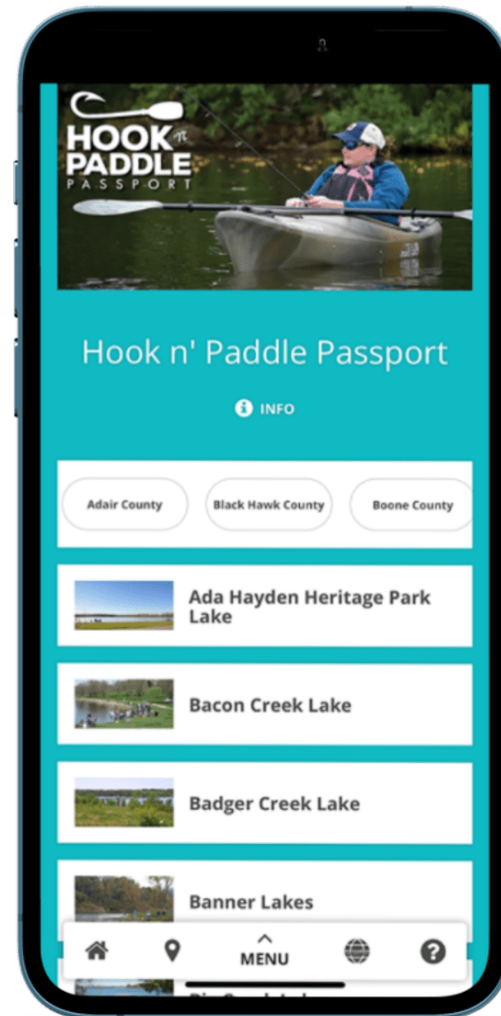 HOOK n
PADDLE
PASSPORT
Hook n' Paddle Passport
INFO
Adair County
Black Hawk County
Boone County
Ada Hayden Heritage Park
Lake
Bacon Creek Lake
Badger Creek Lake
Banner Lakes
MENU